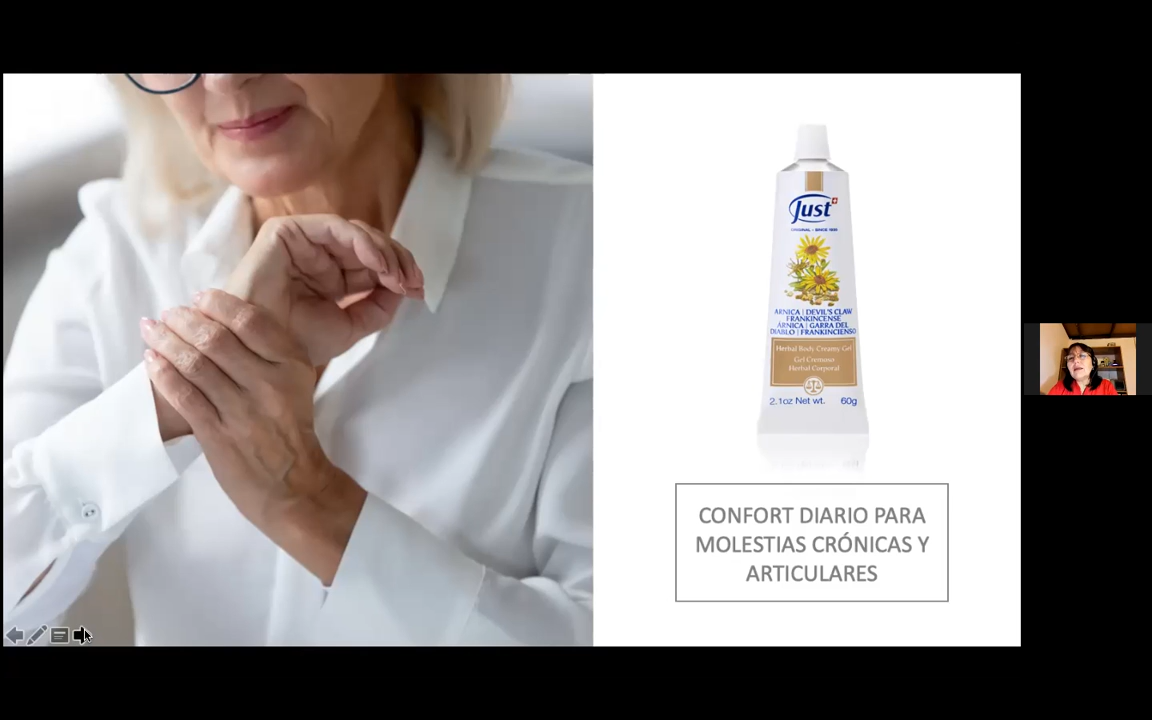 Just
ORIGINAL - SINCE 1930
ARNICA | DEVIL'S CLAW
FRANKINCENSE
ÁRNICA | GARRA DEL
DIABLO | FRANKINCIENSO
Herbal Body Creamy Gel
Gel Cremoso
Herbal Corporal
2.1oz Net wt. 60g
CONFORT DIARIO PARA
MOLESTIAS CRÓNICAS Y
ARTICULARES